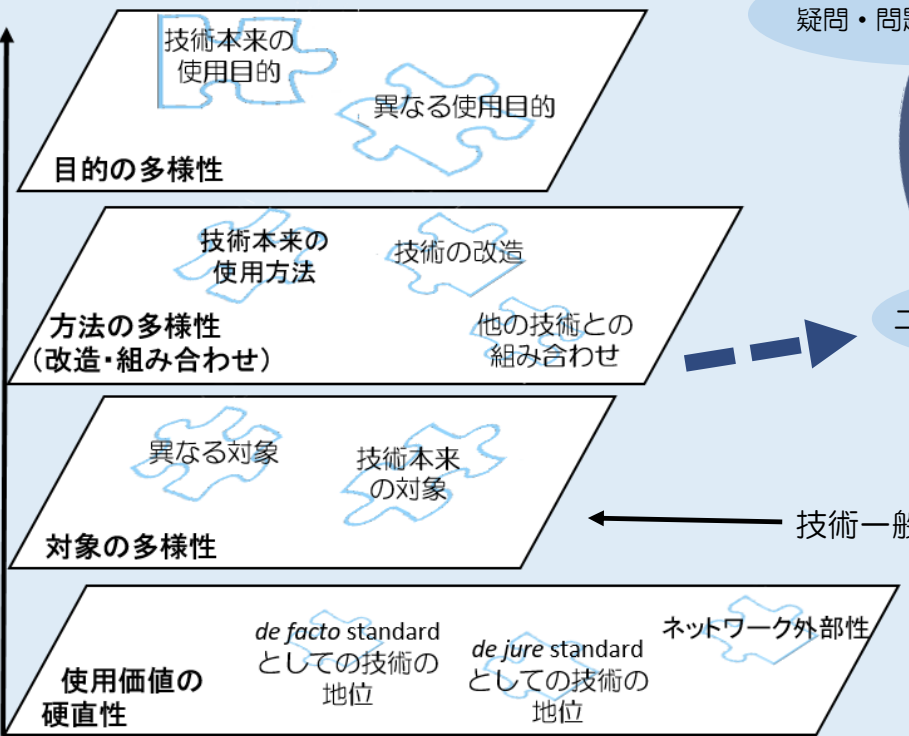 技術本来の
使用目的
異なる使用目的
目的の多様性
疑問・問
技術本来の
使用方法
技術の改造
他の技術との
組み合わせ
方法の多様性
(改造・組み合わせ)
異なる対象
技術本来
の対象
対象の多様性
技術一般
de facto standard
としての技術の
地位
de jure standard
としての技術の
地位
ネットワーク外部性
使用価値の
硬直性